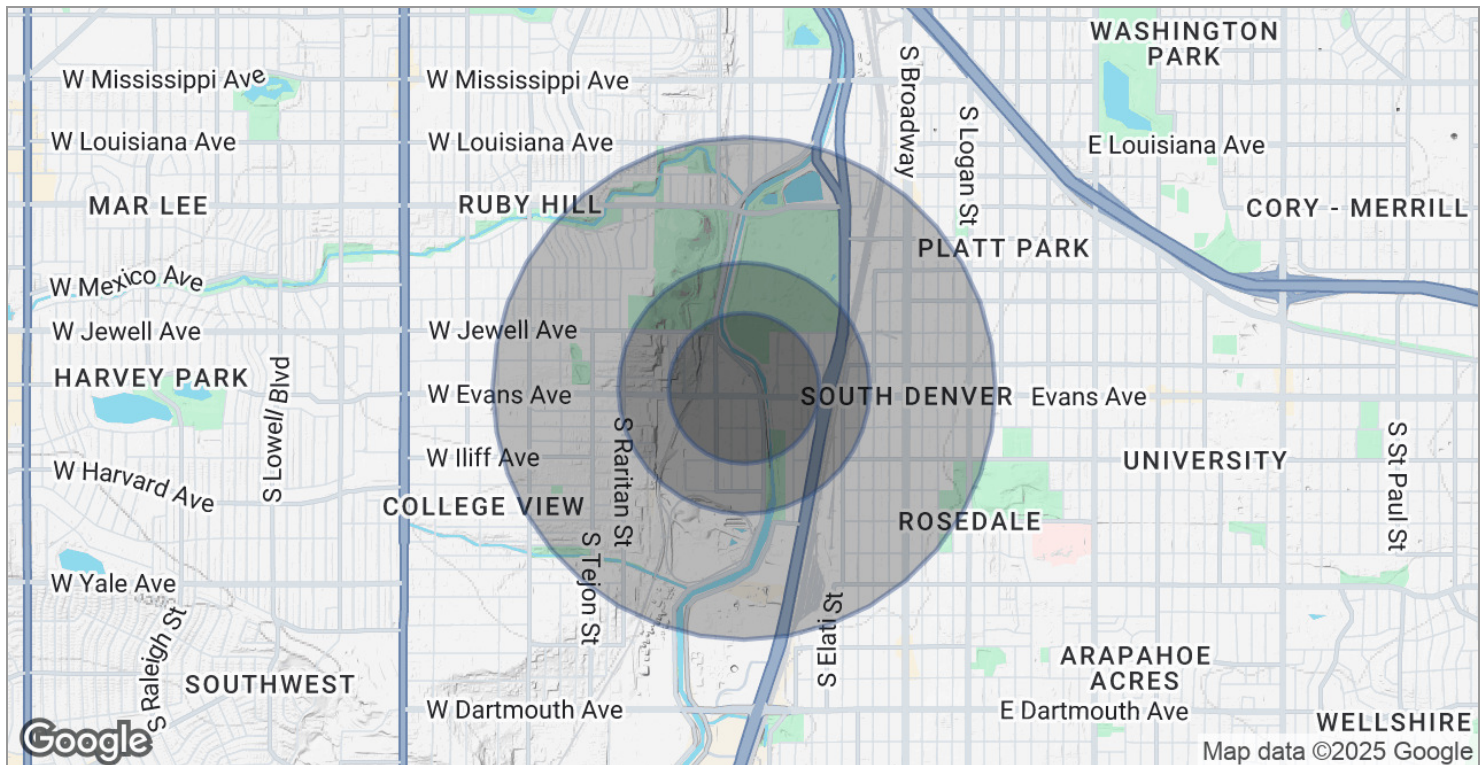 WASHINGTON
PARK
W Mississippi Ave
W Mississippi Ave
S Broadway
S Logan St
W Louisiana Ave
W Louisiana Ave
E Louisiana Ave
MAR LEE
RUBY HILL
CORY - MERRILL
PLATT PARK
W Mexico Ave
W Jewell Ave
W Jewell Ave
HARVEY PARK
S Lowell Blvd
W Evans Ave
SOUTH DENVER
Evans Ave
W Harvard Ave
W Iliff Ave
S Raritan St
UNIVERSITY
S St Paul St
COLLEGE VIEW
ROSEDALE
W Yale Ave
S Tejon St
S Elati St
S Raleigh St
SOUTHWEST
ARAPAHOE
ACRES
W Dartmouth Ave
E Dartmouth Ave
WELLSHIRE
Google
Map data ©2025 Google